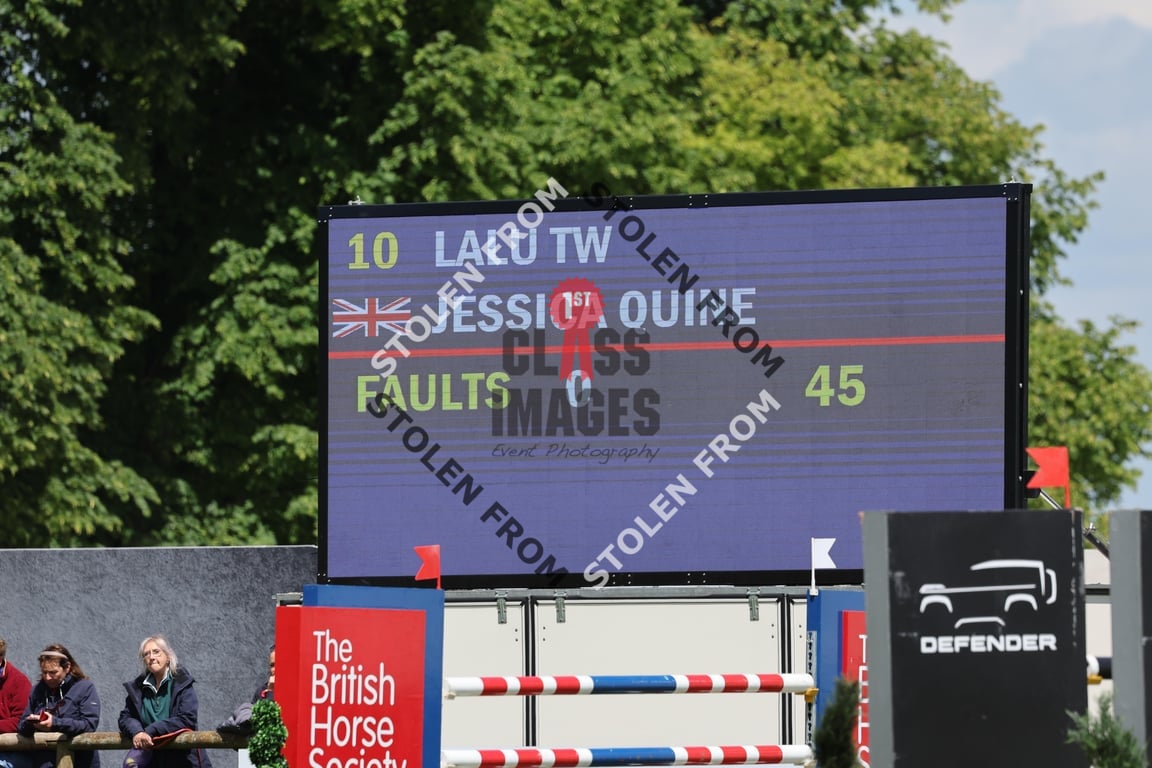 10 LALU TW
JESSICA QUINE
FAULTS 0 45
STOLEN FROM
STOLEN FROM
STOLEN FROM
STOLEN FROM
1ST
CLASS
IMAGES
Event Photography
The
British
Horse
Society
DEFENDER